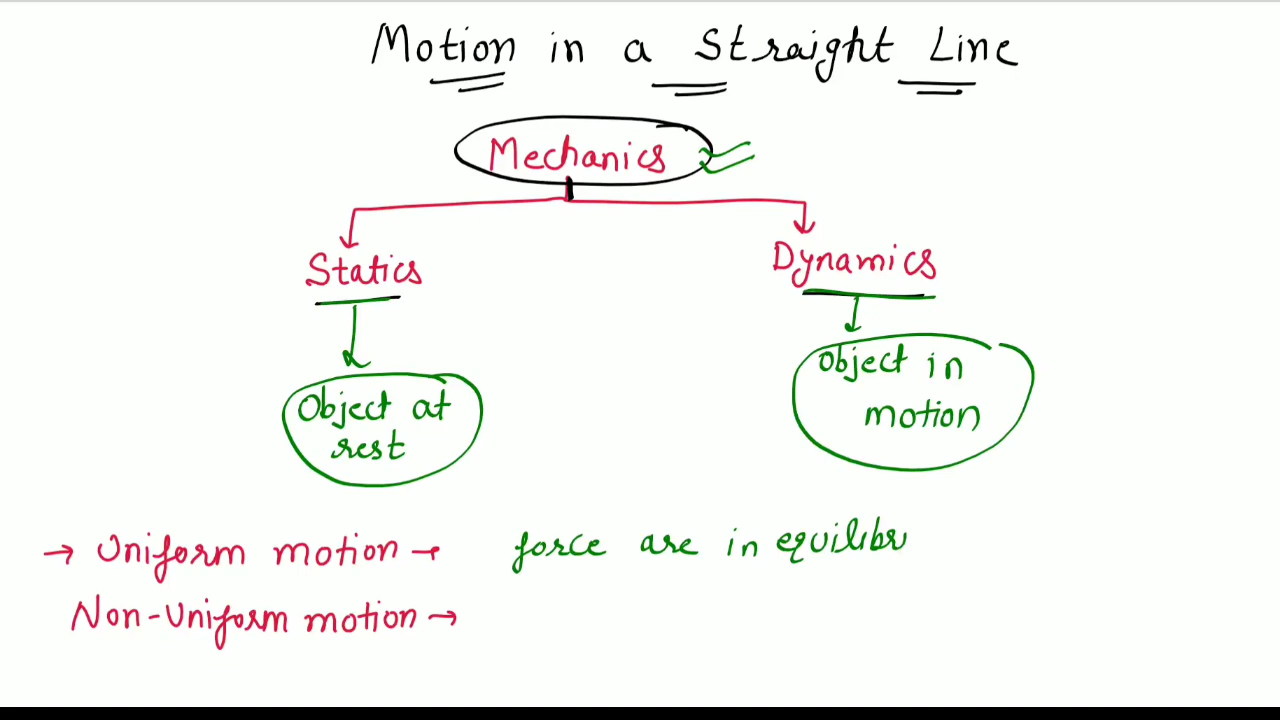 Motion in a Straight Line
Mechanics
Statics
Dynamics
Object at
rest
Object in
motion
→ Uniform motion → force are in equilibr
Non-Uniform motion →